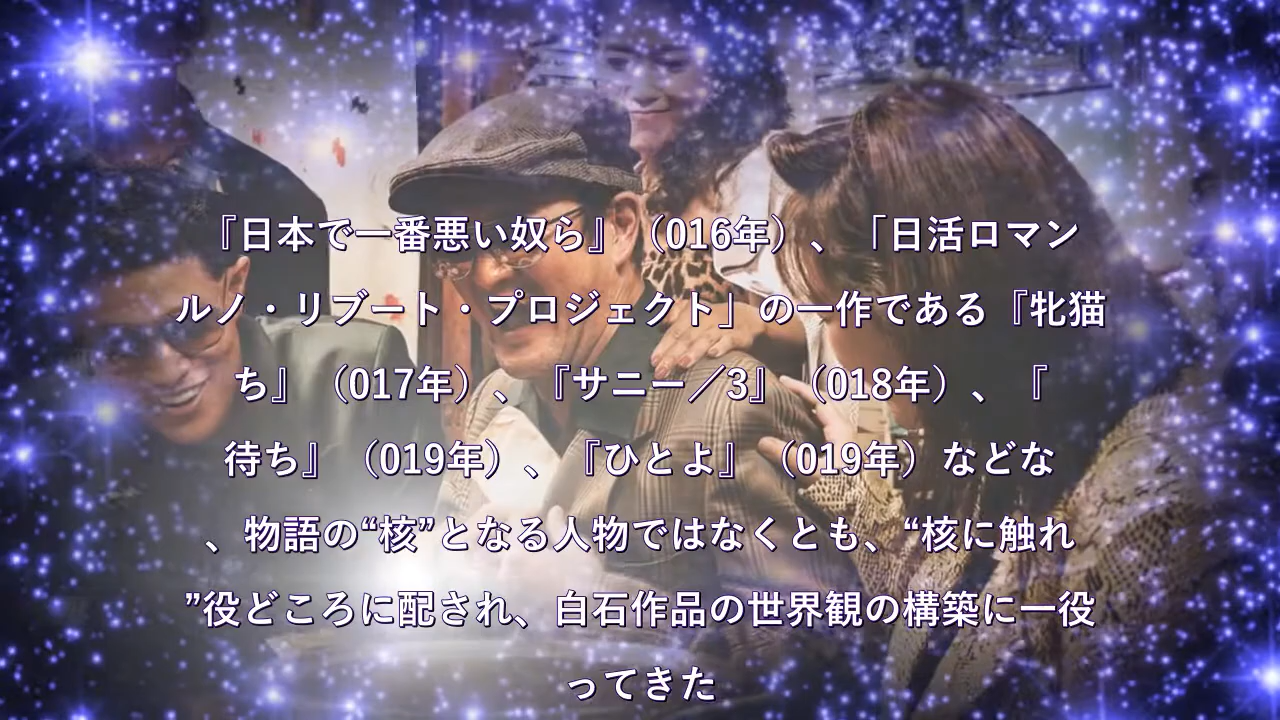 『日本で一番悪い奴ら』（016年）、「日活ロマン
ルノ・リブート・プロジェクト」の一作である『牝猫
ち』（017年）、『サニー／3』（018年）、『
待ち』（019年）、『ひとよ』（019年）などな
、物語の“核”となる人物ではなくとも、“核に触れ
”役どころに配され、白石作品の世界観の構築に一役
ってきた